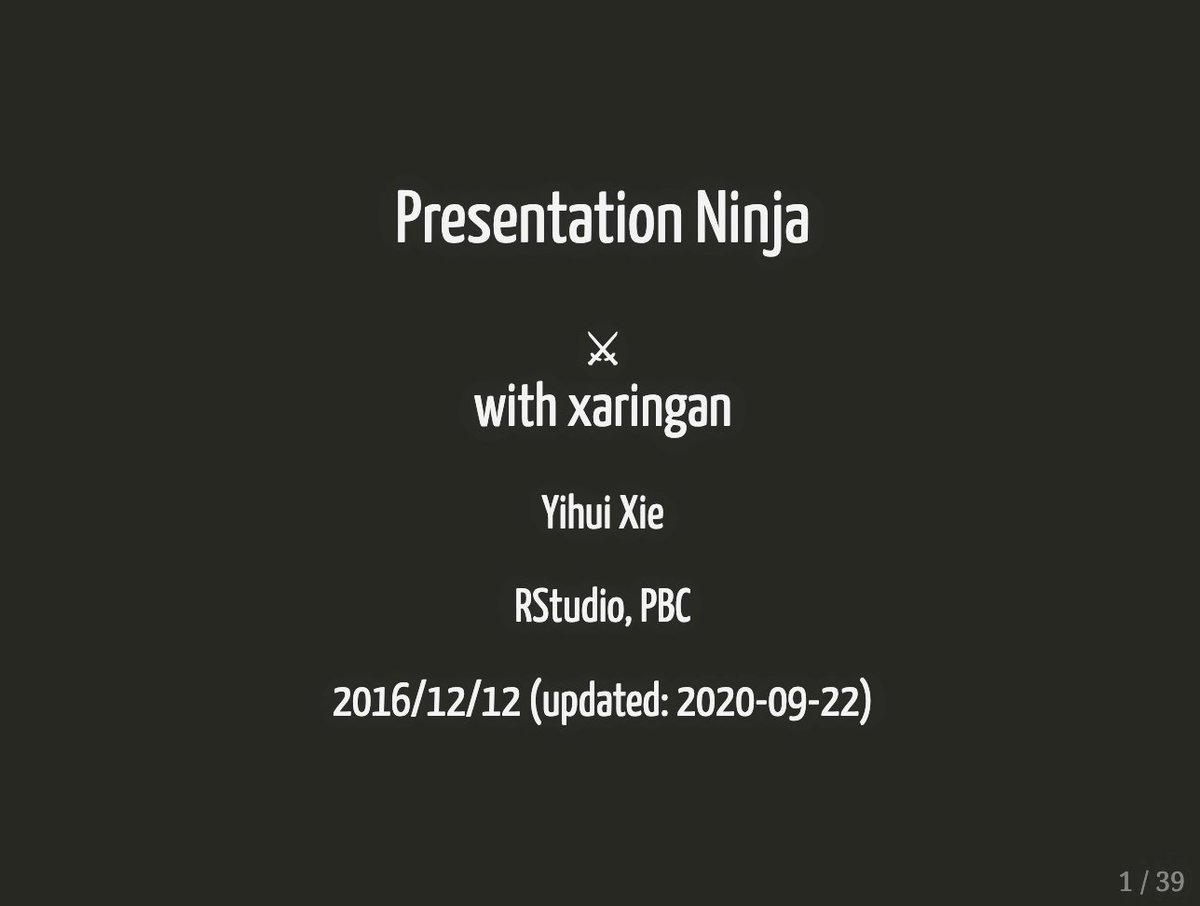 Presentation Ninja
⚔
with xaringan
Yihui Xie
RStudio, PBC
2016/12/12 (updated: 2020-09-22)
1 / 39